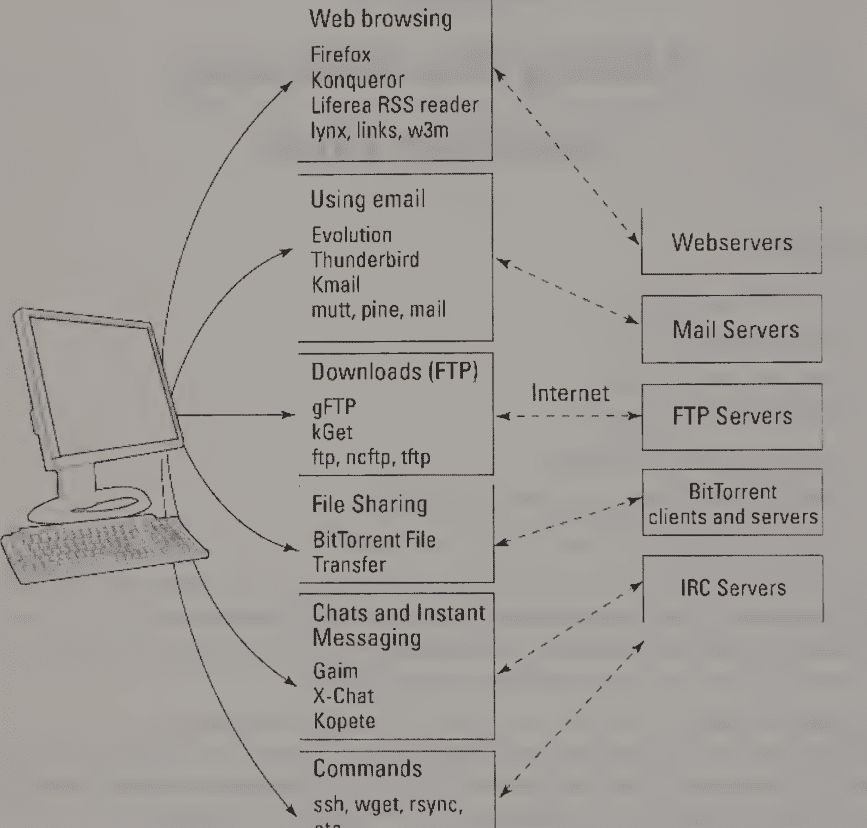 Web browsing
Firefox
Konqueror
Liferea RSS reader
lynx, links, w3m
Using email
Evolution
Thunderbird
Kmail
mutt, pine, mail
Downloads (FTP)
gFTP
kGet
ftp, ncftp, tftp
File Sharing
BitTorrent File
Transfer
Chats and Instant
Messaging
Gaim
X-Chat
Kopete
Commands
ssh, wget, rsync,
Internet
Webservers
Mail Servers
FTP Servers
BitTorrent
clients and servers
IRC Servers